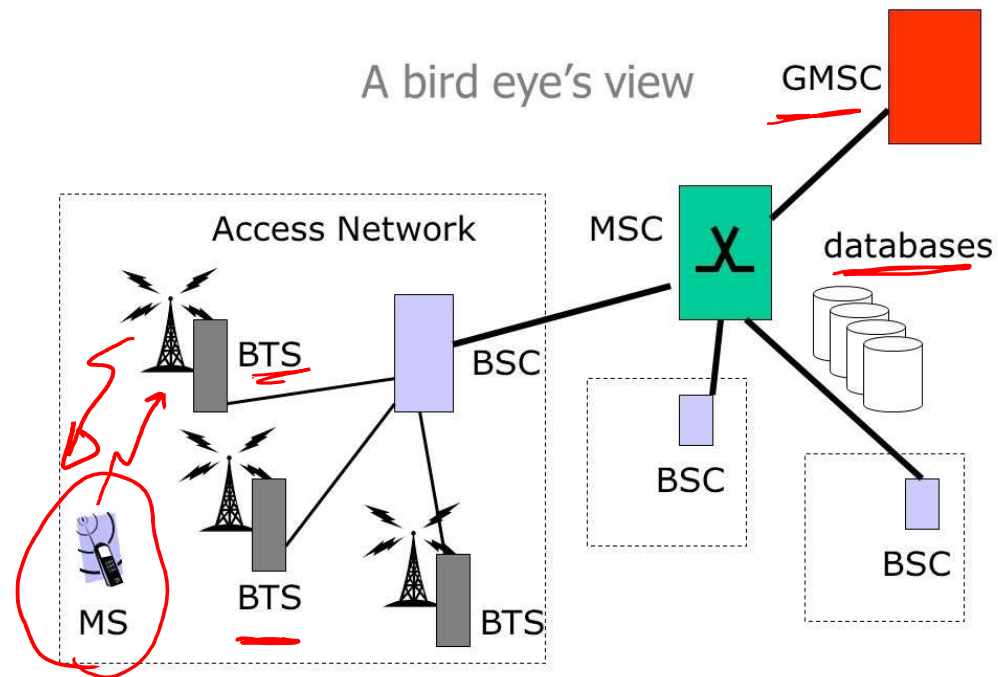 A bird eye's view
GMSC
Access Network
MSC
databases
BTS
BSC
BSC
BSC
BTS
MS
BTS